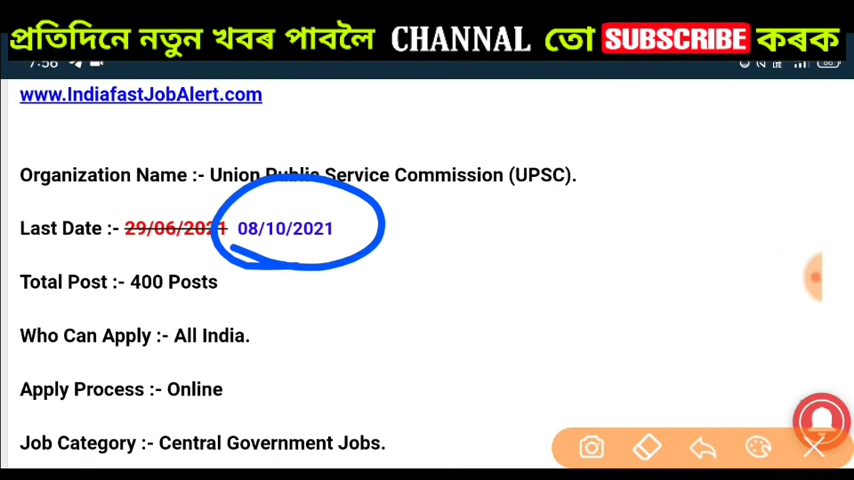 প্ৰতিদিনে নতুন খবৰ পাবলৈ CHANNAL তো SUBSCRIBE কৰক
7:56
www.IndiafastJobAlert.com
Organization Name :- Union Public Service Commission (UPSC).
Last Date :- 29/06/2021 08/10/2021
Total Post :- 400 Posts
Who Can Apply :- All India.
Apply Process :- Online
Job Category :- Central Government Jobs.